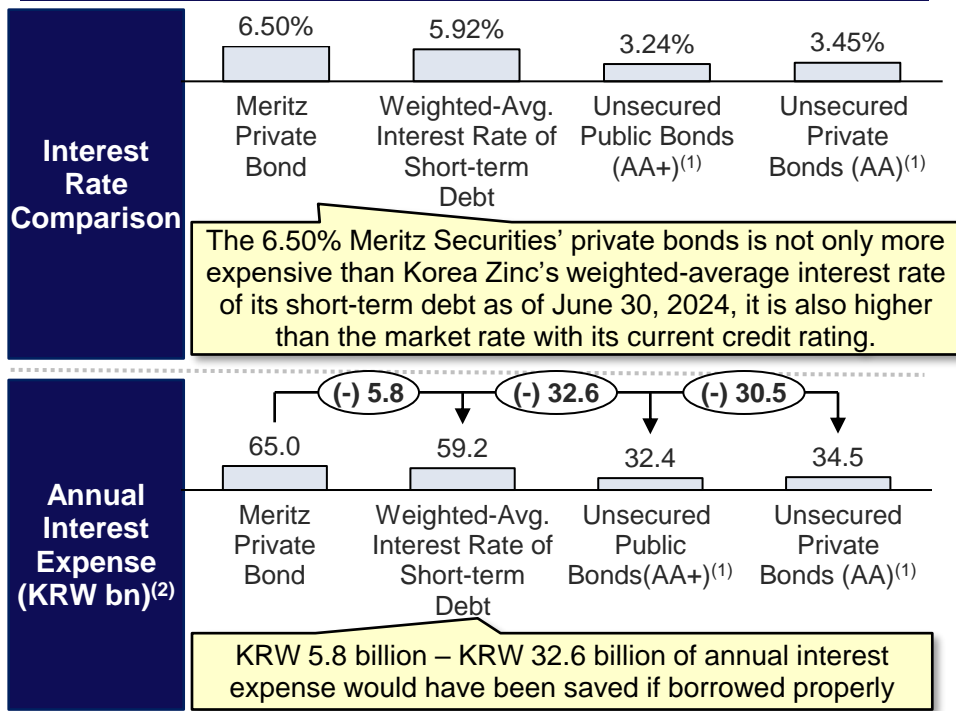 Interest
Rate
Comparison
6.50%
5.92%
3.24%
3.45%
Meritz
Private
Bond
Weighted-Avg.
Interest Rate of
Short-term
Debt
Unsecured
Public Bonds
(AA+)(1)
Unsecured
Private
Bonds (AA)(1)
The 6.50% Meritz Securities’ private bonds is not only more
expensive than Korea Zinc’s weighted-average interest rate
of its short-term debt as of June 30, 2024, it is also higher
than the market rate with its current credit rating.
Annual
Interest
Expense
(KRW bn)(2)
(-) 5.8
(-) 32.6
(-) 30.5
65.0
59.2
32.4
34.5
Meritz
Private
Bond
Weighted-Avg.
Interest Rate of
Short-term
Debt
Unsecured
Public
Bonds(AA+)(1)
Unsecured
Private
Bonds (AA)(1)
KRW 5.8 billion – KRW 32.6 billion of annual interest
expense would have been saved if borrowed properly